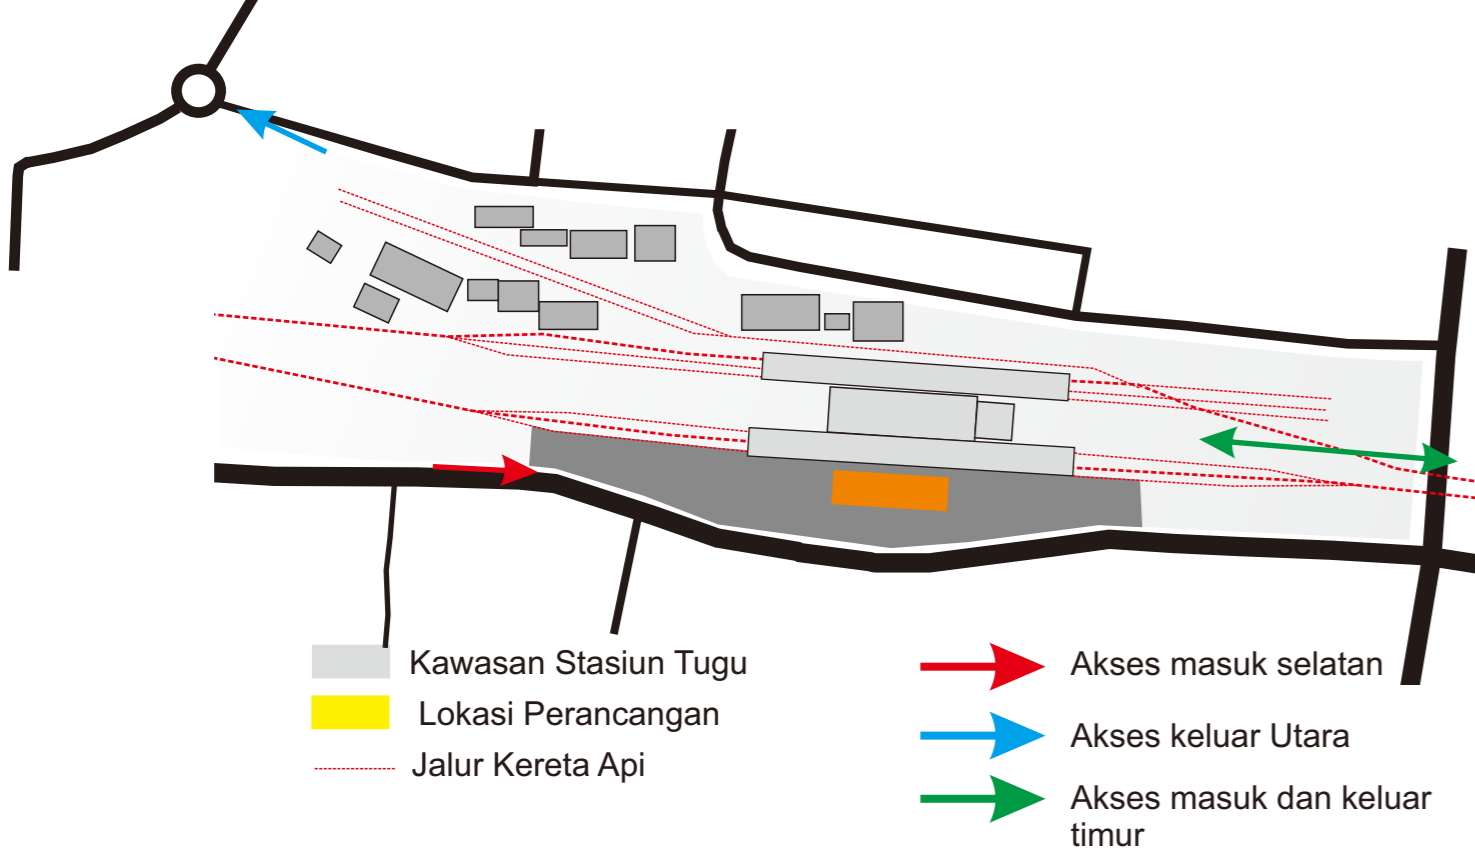 Kawasan Stasiun Tugu
Lokasi Perancangan
Jalur Kereta Api
Akses masuk selatan
Akses keluar Utara
Akses masuk dan keluar
timur